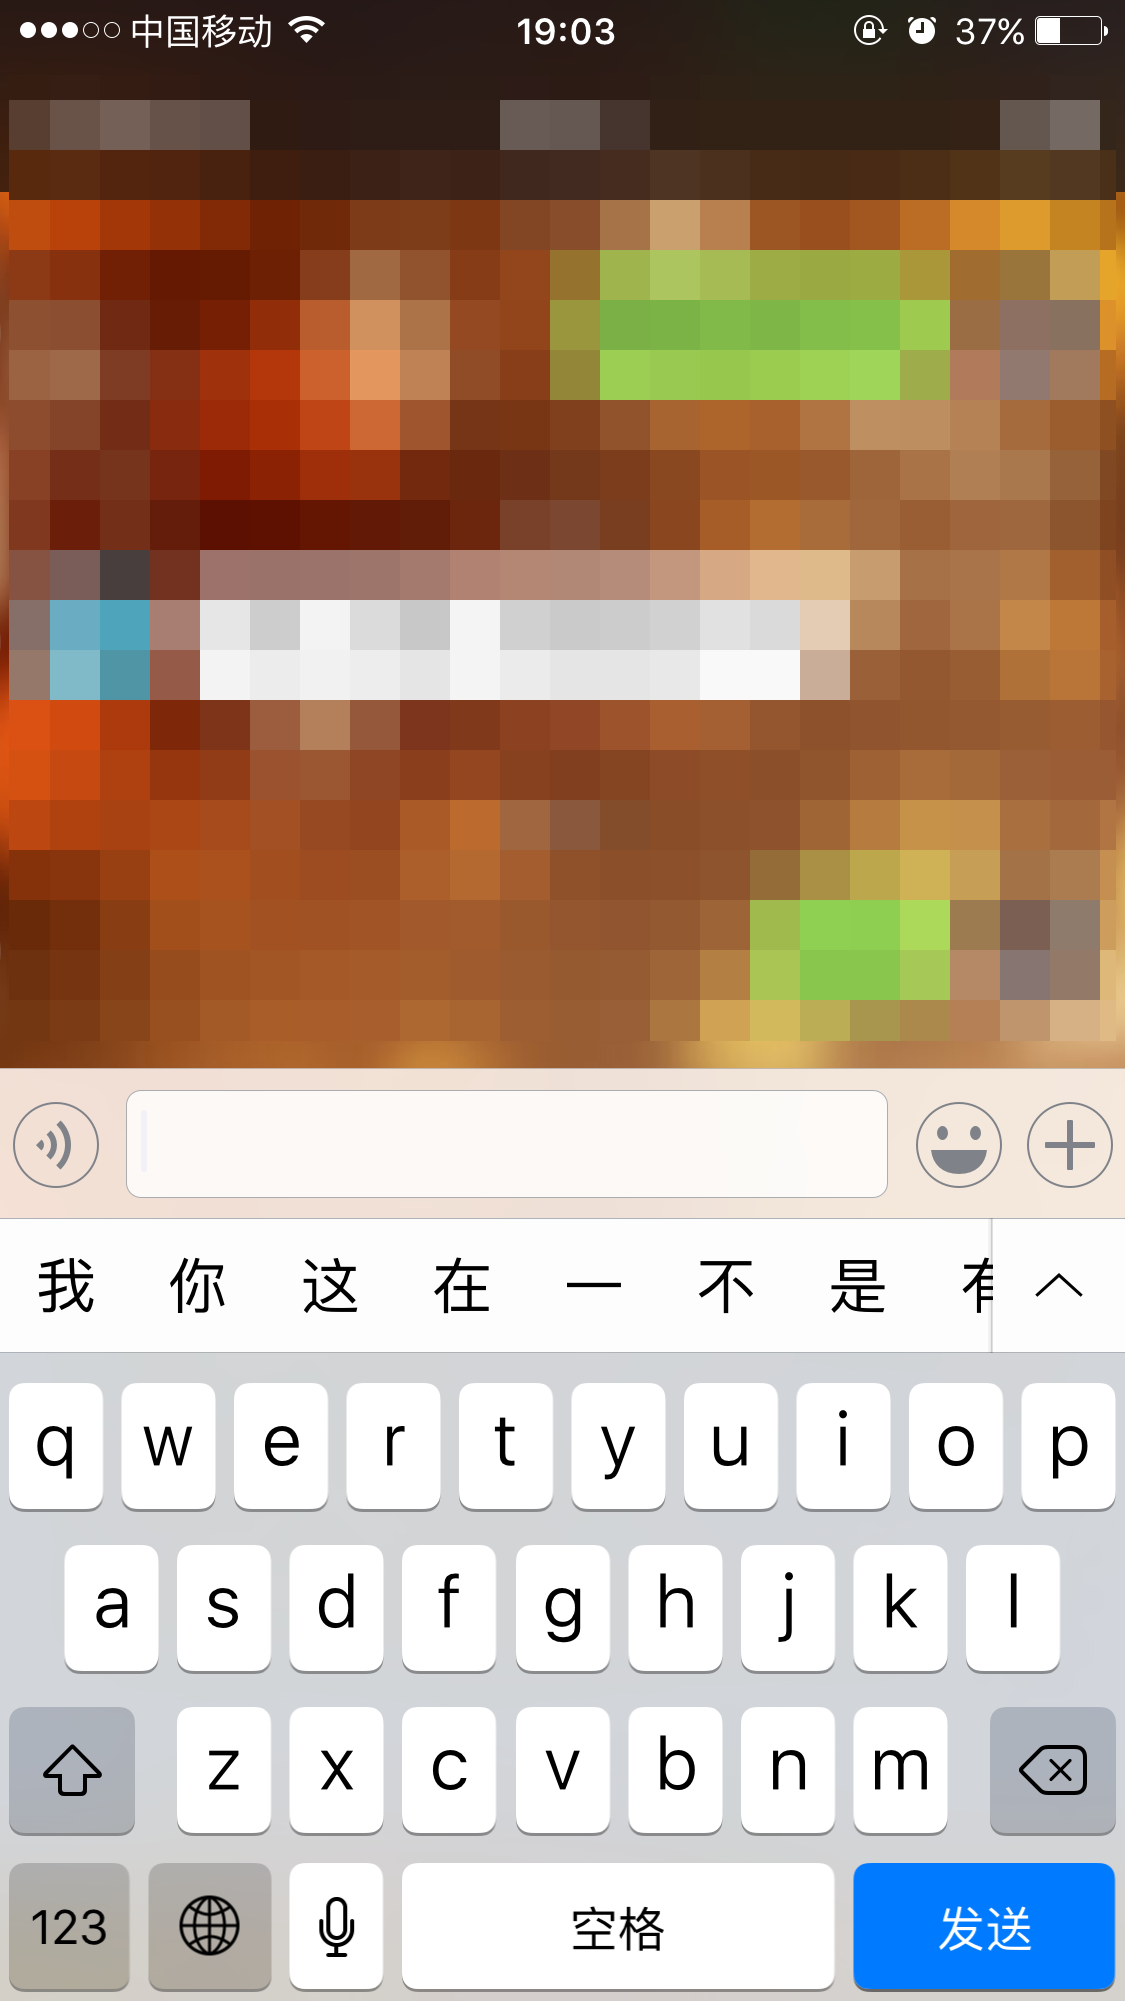 中国移动 19:03 37%
我 你 这 在 一 不 是
q w e r t y u i o p
a s d f g h j k l
z x c v b n m
123 空格 发送